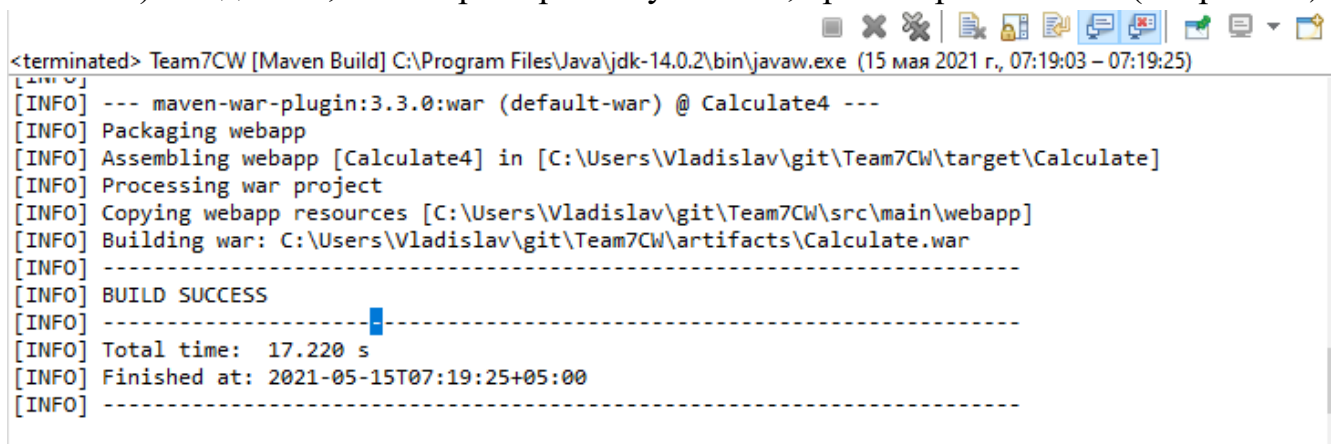 <terminated> Team7CW [Maven Build] C:\Program Files\Java\jdk-14.0.2\bin\javaw.exe (15 мая 2021 г., 07:19:03 – 07:19:25)
[INFO]
[INFO] --- maven-war-plugin:3.3.0:war (default-war) @ Calculate4 ---
[INFO] Packaging webapp
[INFO] Assembling webapp [Calculate4] in [C:\Users\Vladislav\git\Team7CW\target\Calculate]
[INFO] Processing war project
[INFO] Copying webapp resources [C:\Users\Vladislav\git\Team7CW\src\main\webapp]
[INFO] Building war: C:\Users\Vladislav\git\Team7CW\artifacts\Calculate.war
[INFO] ------------------------------------------------------------------------
[INFO] BUILD SUCCESS
[INFO] ------------------------------------------------------------------------
[INFO] Total time:  17.220 s
[INFO] Finished at: 2021-05-15T07:19:25+05:00
[INFO] ------------------------------------------------------------------------